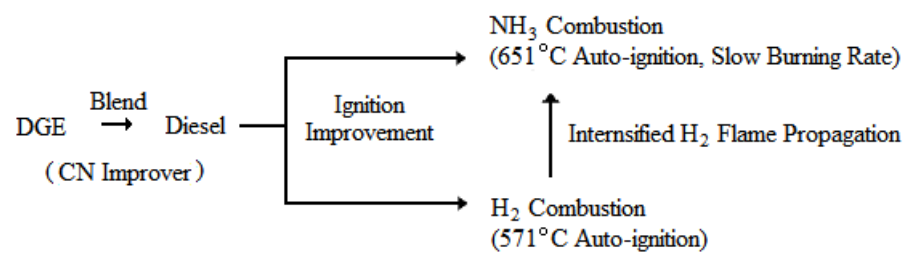 NH₃ Combustion
(651°C Auto-ignition, Slow Burning Rate)
Blend
DGE
Diesel
Ignition
Improvement
( CN Improver )
Internsified H₂ Flame Propagation
H₂ Combustion
(571°C Auto-ignition)